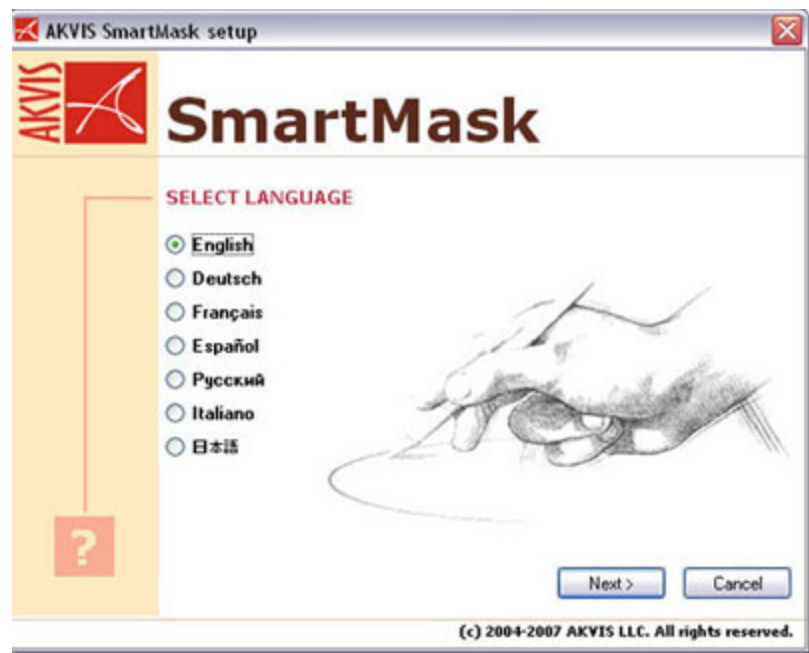 AKVIS SmartMask setup
AKVIS
SmartMask
SELECT LANGUAGE
English
Deutsch
Français
Español
Русский
Italiano
日本語
?
Next >
Cancel
(c) 2004-2007 AKVIS LLC. All rights reserved.